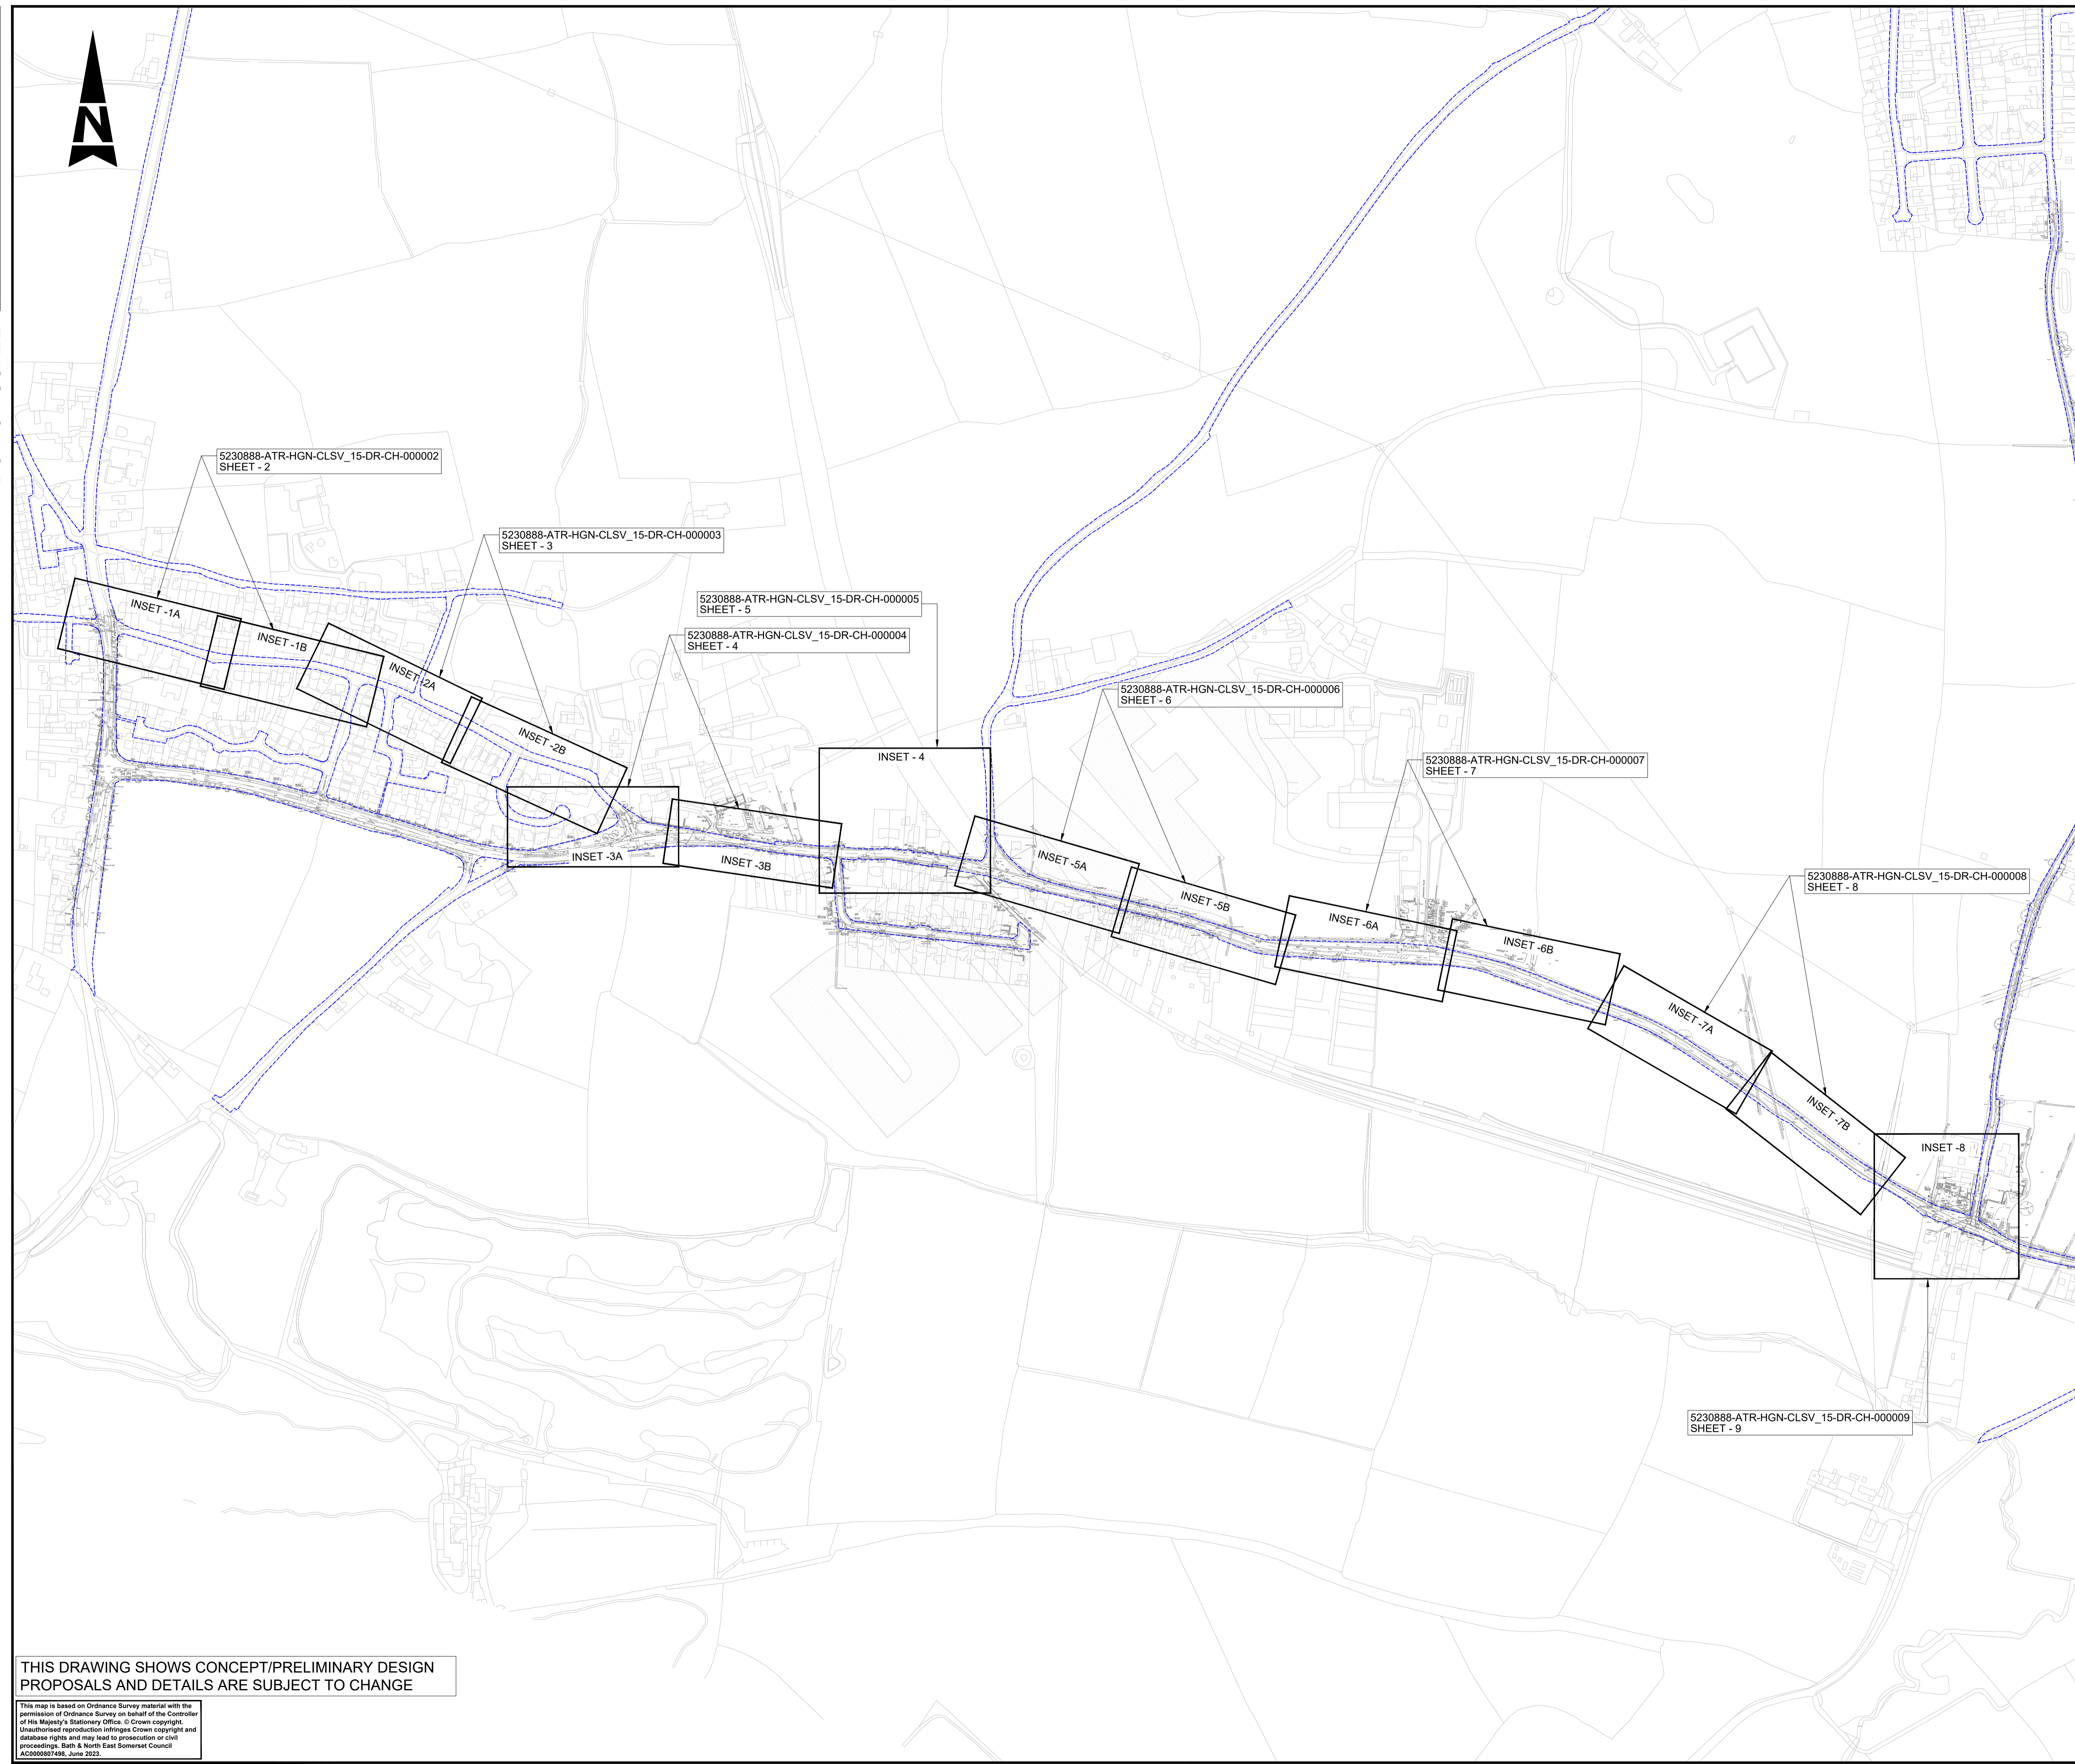 N
5230888-ATR-HGN-CLSV_15-DR-CH-000002
SHEET - 2
5230888-ATR-HGN-CLSV_15-DR-CH-000003
SHEET - 3
5230888-ATR-HGN-CLSV_15-DR-CH-000005
SHEET - 5
5230888-ATR-HGN-CLSV_15-DR-CH-000004
SHEET - 4
5230888-ATR-HGN-CLSV_15-DR-CH-000006
SHEET - 6
5230888-ATR-HGN-CLSV_15-DR-CH-000007
SHEET - 7
5230888-ATR-HGN-CLSV_15-DR-CH-000008
SHEET - 8
5230888-ATR-HGN-CLSV_15-DR-CH-000009
SHEET - 9
INSET -1A
INSET -1B
INSET -2A
INSET -2B
INSET -3A
INSET -3B
INSET - 4
INSET -5A
INSET -5B
INSET -6A
INSET -6B
INSET -7A
INSET -7B
INSET -8
THIS DRAWING SHOWS CONCEPT/PRELIMINARY DESIGN
PROPOSALS AND DETAILS ARE SUBJECT TO CHANGE
This map is based on Ordnance Survey material with the
permission of Ordnance Survey on behalf of the Controller
of His Majesty's Stationery Office. © Crown copyright.
Unauthorised reproduction infringes Crown copyright and
database rights and may lead to prosecution or civil
proceedings. Bath & North East Somerset Council
AC0000807498, June 2023.